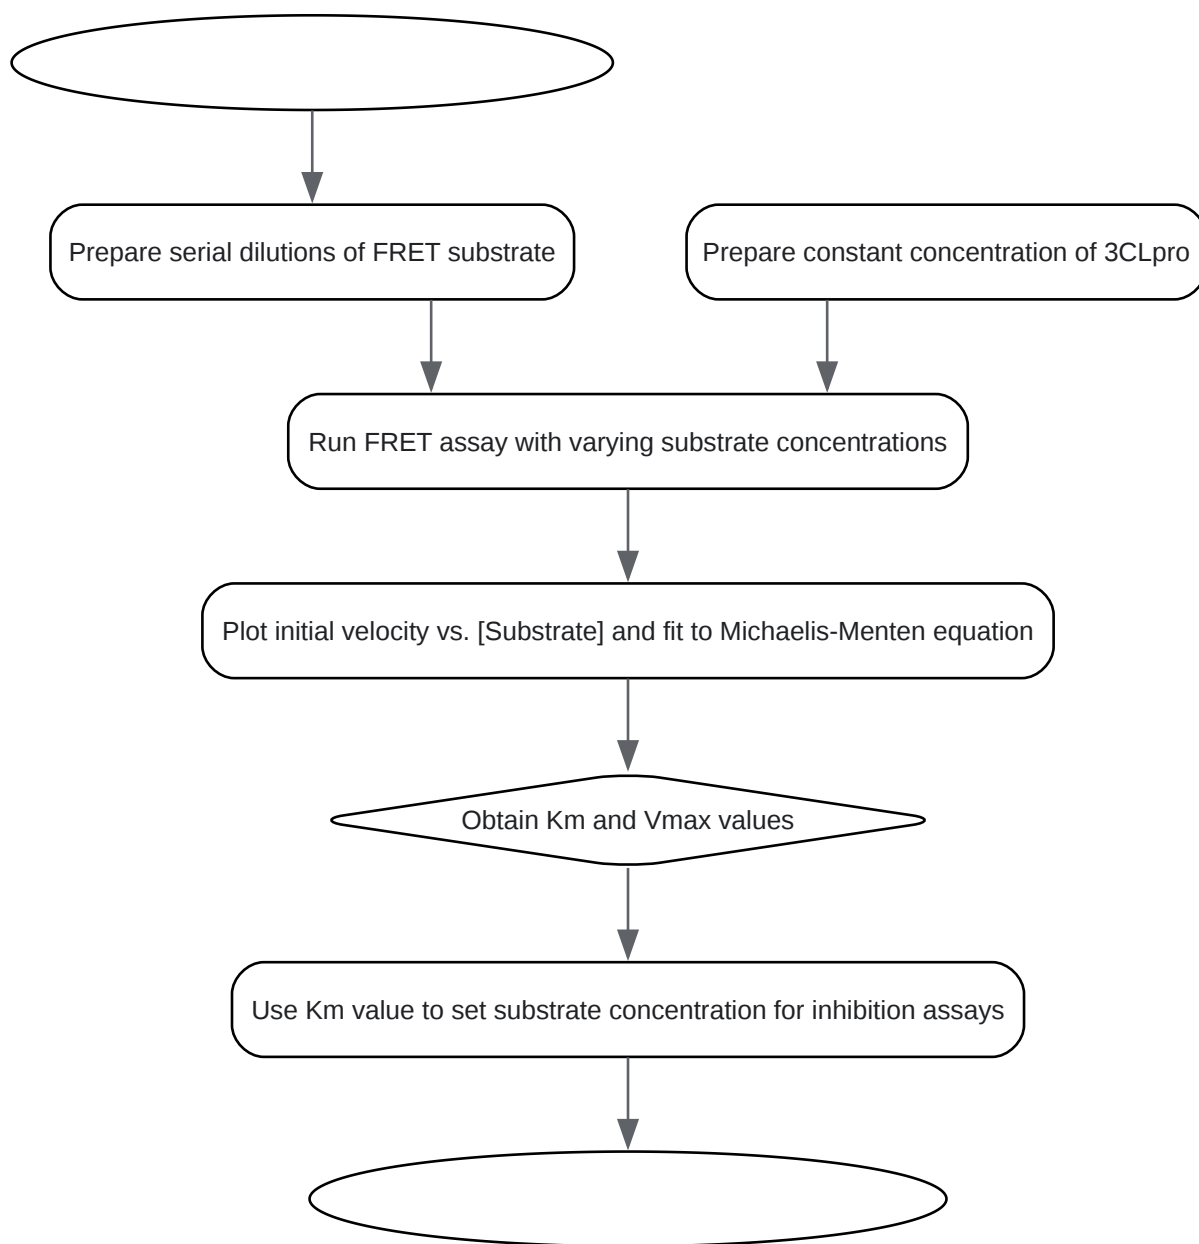 Prepare serial dilutions of FRET substrate
Prepare constant concentration of 3CLpro
Run FRET assay with varying substrate concentrations
Plot initial velocity vs. [Substrate] and fit to Michaelis-Menten equation
Obtain Km and Vmax values
Use Km value to set substrate concentration for inhibition assays